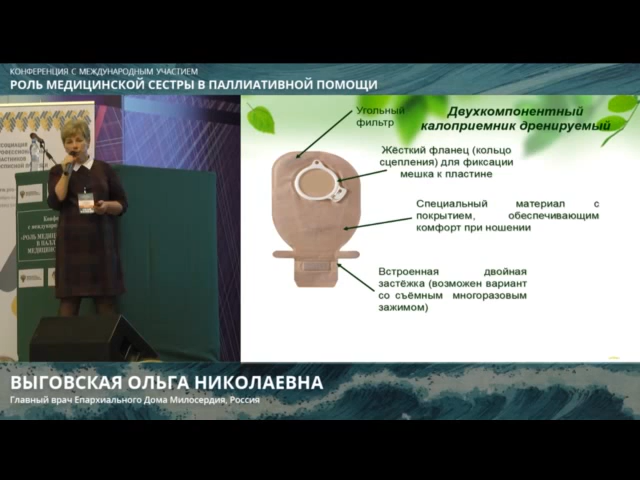 КОНФЕРЕНЦИЯ С МЕЖДУНАРОДНЫМ УЧАСТИЕМ
РОЛЬ МЕДИЦИНСКОЙ СЕСТРЫ В ПАЛЛИАТИВНОЙ ПОМОЩИ
Угольный
фильтр
Двухкомпонентный
калоприемник дренируемый
Жёсткий фланец (кольцо
сцепления) для фиксации
мешка к пластине
Специальный материал с
покрытием, обеспечивающим
комфорт при ношении
Встроенная двойная
застёжка (возможен вариант
со съёмным многоразовым
зажимом)
ВЫГОВСКАЯ ОЛЬГА НИКОЛАЕВНА
Главный врач Епархиального Дома Милосердия, Россия